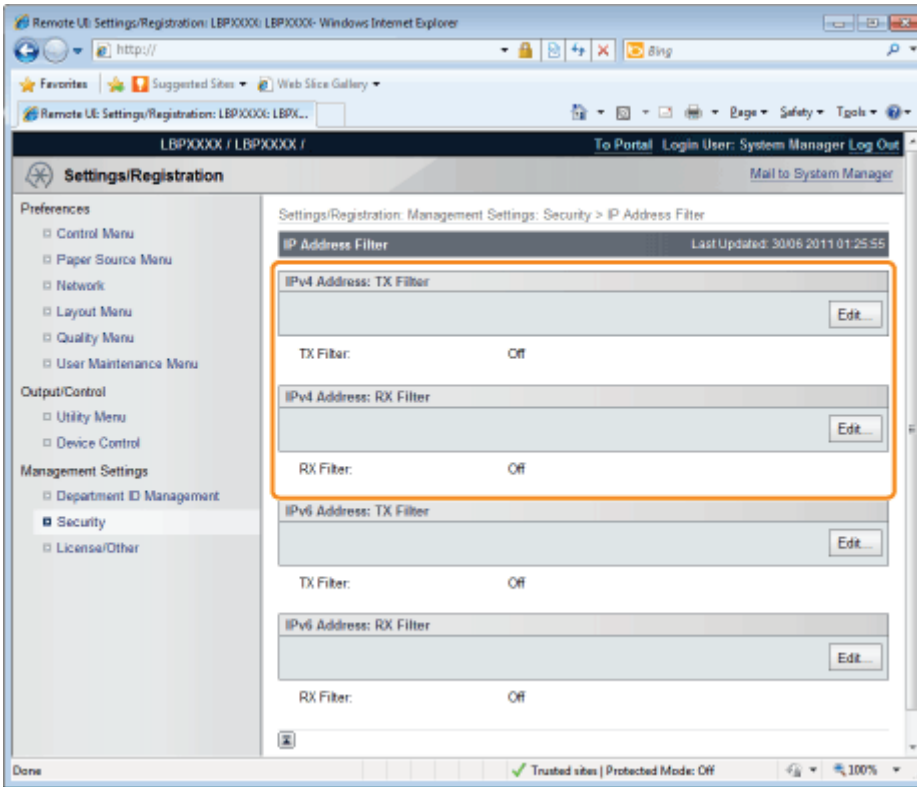 Remote UI: Settings/Registration: LBPXXXX: LBPXXXX- Windows Internet Explorer
http://
Bing
Favorites Suggested Sites Web Slice Gallery
Remote UI: Settings/Registration: LBPXXXX: LBPX...
Page Safety Tools
LBPXXXX / LBPXXXX / To Portal Login User: System Manager Log Out
Settings/Registration Mail to System Manager
Preferences
Control Menu
Paper Source Menu
Network
Layout Menu
Quality Menu
User Maintenance Menu
Output/Control
Utility Menu
Device Control
Management Settings
Department ID Management
Security
License/Other
Settings/Registration: Management Settings: Security > IP Address Filter
IP Address Filter Last Updated: 30/06 2011 01:25:55
IPv4 Address: TX Filter
Edit...
TX Filter: Off
IPv4 Address: RX Filter
Edit...
RX Filter: Off
IPv6 Address: TX Filter
Edit...
TX Filter: Off
IPv6 Address: RX Filter
Edit...
RX Filter: Off
Done Trusted sites | Protected Mode: Off 100%